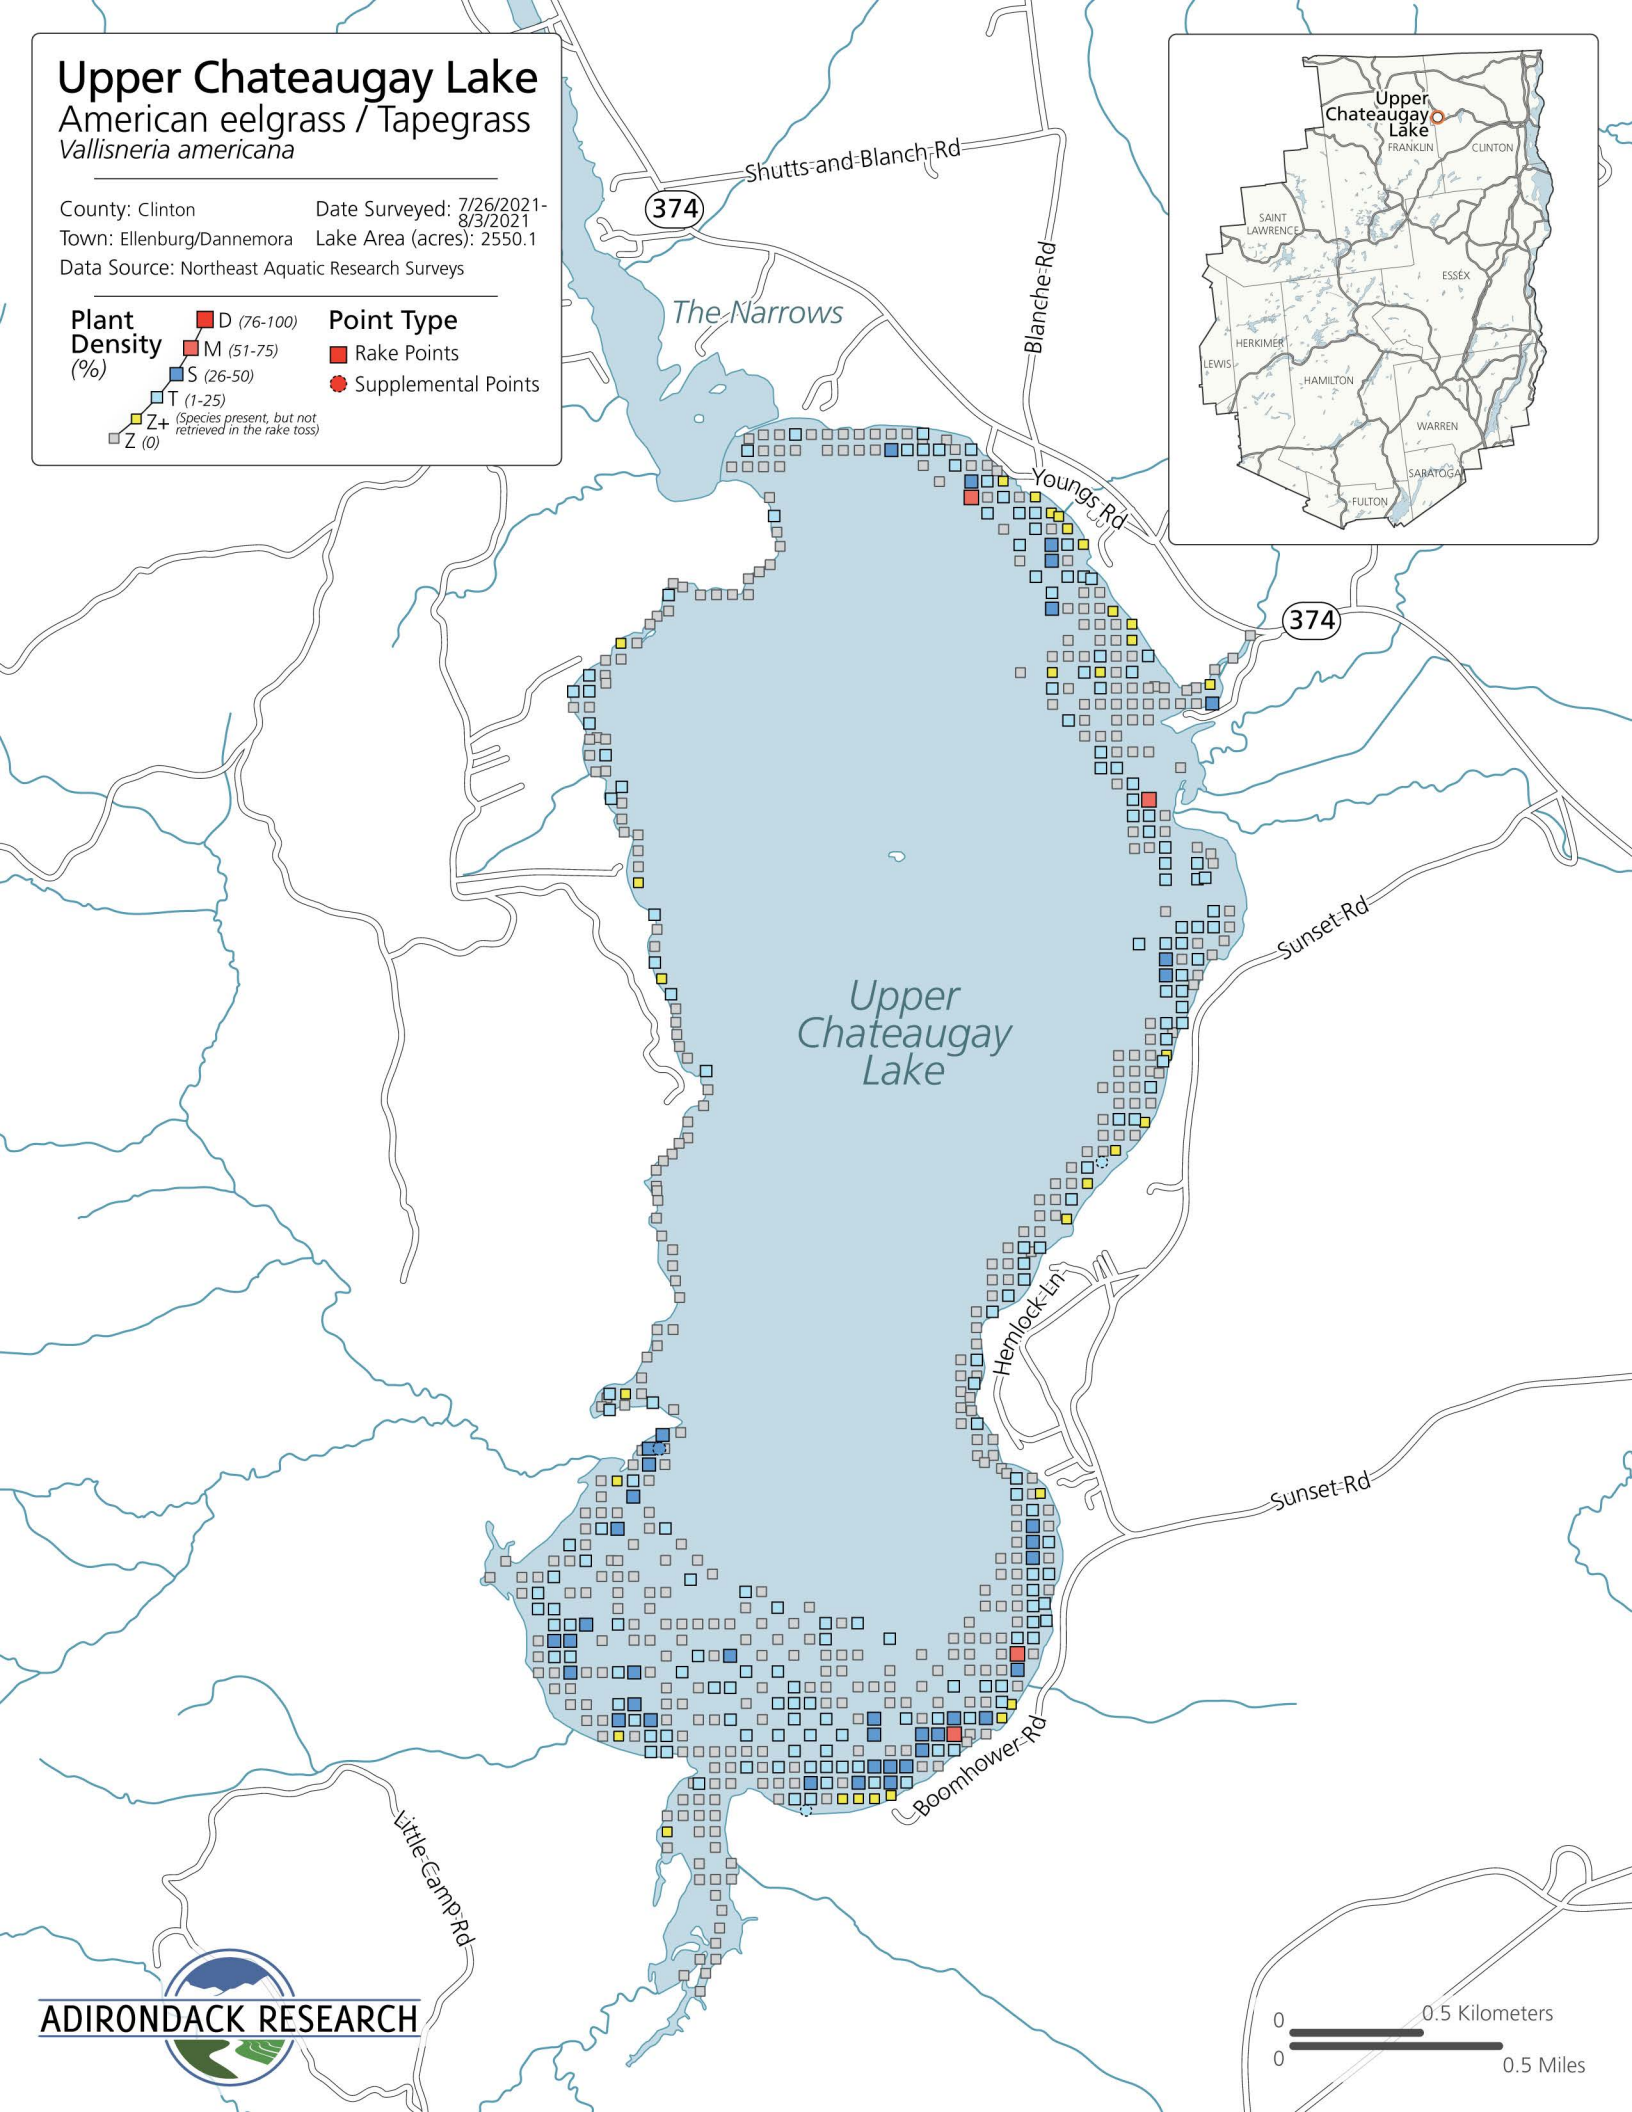 Upper Chateaugay Lake
American eelgrass / Tapegrass
Vallisneria americana
County: Clinton
Date Surveyed: 7/26/2021-
8/3/2021
Town: Ellenburg/Dannemora
Lake Area (acres): 2550.1
Data Source: Northeast Aquatic Research Surveys
Plant
Density
(%)
D (76-100)
M (51-75)
S (26-50)
T (1-25)
Z+ (Species present, but not
retrieved in the rake toss)
Z (0)
Point Type
Rake Points
Supplemental Points
Upper
Chateaugay
Lake
FRANKLIN
CLINTON
SAINT
LAWRENCE
ESSEX
HERKIMER
LEWIS
HAMILTON
WARREN
SARATOGA
FULTON
Shutts and Blanch Rd
374
Blanche Rd
The Narrows
Youngs Rd
374
Sunset Rd
Upper
Chateaugay
Lake
Hemlock Ln
Sunset Rd
Boomhower Rd
Little Camp Rd
ADIRONDACK RESEARCH
0
0.5 Kilometers
0
0.5 Miles